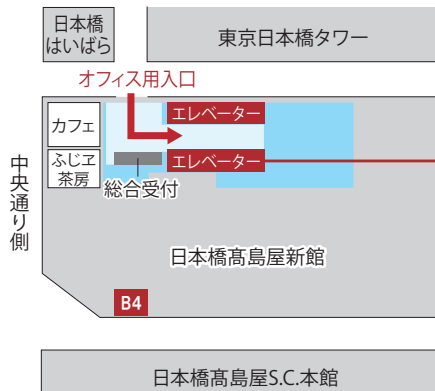 日本橋
はいばら
東京日本橋タワー
オフィス用入口
エレベーター
カフェ
ふじヱ
茶房
エレベーター
総合受付
中央通り側
日本橋髙島屋新館
B4
日本橋髙島屋S.C.本館